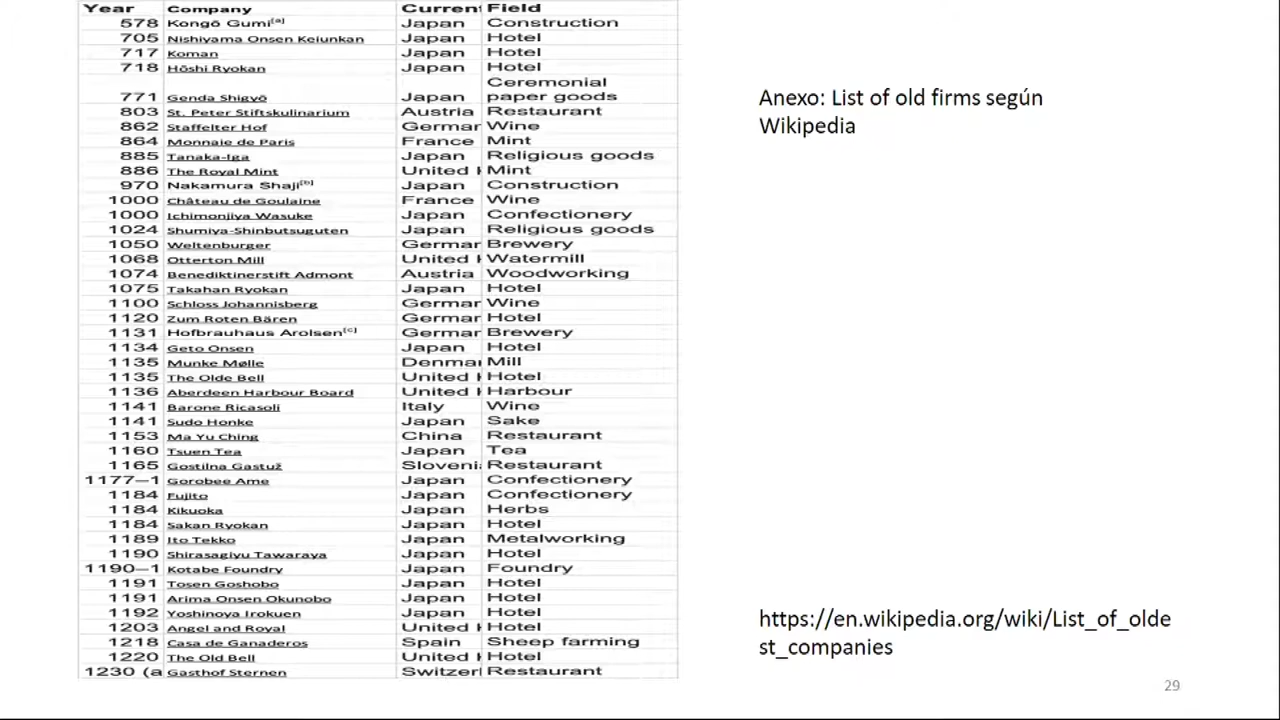 Year Company Current Field
578 Kongō Gumi[a] Japan Construction
705 Nishiyama Onsen Keiunkan Japan Hotel
717 Koman Japan Hotel
718 Hōshi Ryokan Japan Hotel
Ceremonial
771 Genda Shigyō Japan paper goods
803 St. Peter Stiftskulinarium Austria Restaurant
862 Staffelter Hof German Wine
864 Monnaie de Paris France Mint
885 Tanaka-Iga Japan Religious goods
886 The Royal Mint United Mint
970 Nakamura Shaji[b] Japan Construction
1000 Château de Goulaine France Wine
1000 Ichimonjiya Wasuke Japan Confectionery
1024 Shumiya-Shinbutsuguten Japan Religious goods
1050 Weltenburger German Brewery
1068 Otterton Mill United Watermill
1074 Benediktinerstift Admont Austria Woodworking
1075 Takahan Ryokan Japan Hotel
1100 Schloss Johannisberg German Wine
1120 Zum Roten Bären German Hotel
1131 Hofbrauhaus Arolsen[c] German Brewery
1134 Geto Onsen Japan Hotel
1135 Munke Mølle Denmar Mill
1135 The Olde Bell United Hotel
1136 Aberdeen Harbour Board United Harbour
1141 Barone Ricasoli Italy Wine
1141 Sudo Honke Japan Sake
1153 Ma Yu Ching China Restaurant
1160 Tsuen Tea Japan Tea
1165 Gostilna Gastuž Sloveni Restaurant
1177–1 Gorobee Ame Japan Confectionery
1184 Fujito Japan Confectionery
1184 Kikuoka Japan Herbs
1184 Sakan Ryokan Japan Hotel
1189 Ito Tekko Japan Metalworking
1190 Shirasagiyu Tawaraya Japan Hotel
1190–1 Kotabe Foundry Japan Foundry
1191 Tosen Goshobo Japan Hotel
1191 Arima Onsen Okunobo Japan Hotel
1192 Yoshinoya Irokuen Japan Hotel
1203 Angel and Royal United Hotel
1218 Casa de Ganaderos Spain Sheep farming
1220 The Old Bell United Hotel
1230 (a Gasthof Sternen Switzer Restaurant
Anexo: List of old firms según
Wikipedia
https://en.wikipedia.org/wiki/List_of_olde
st_companies
29